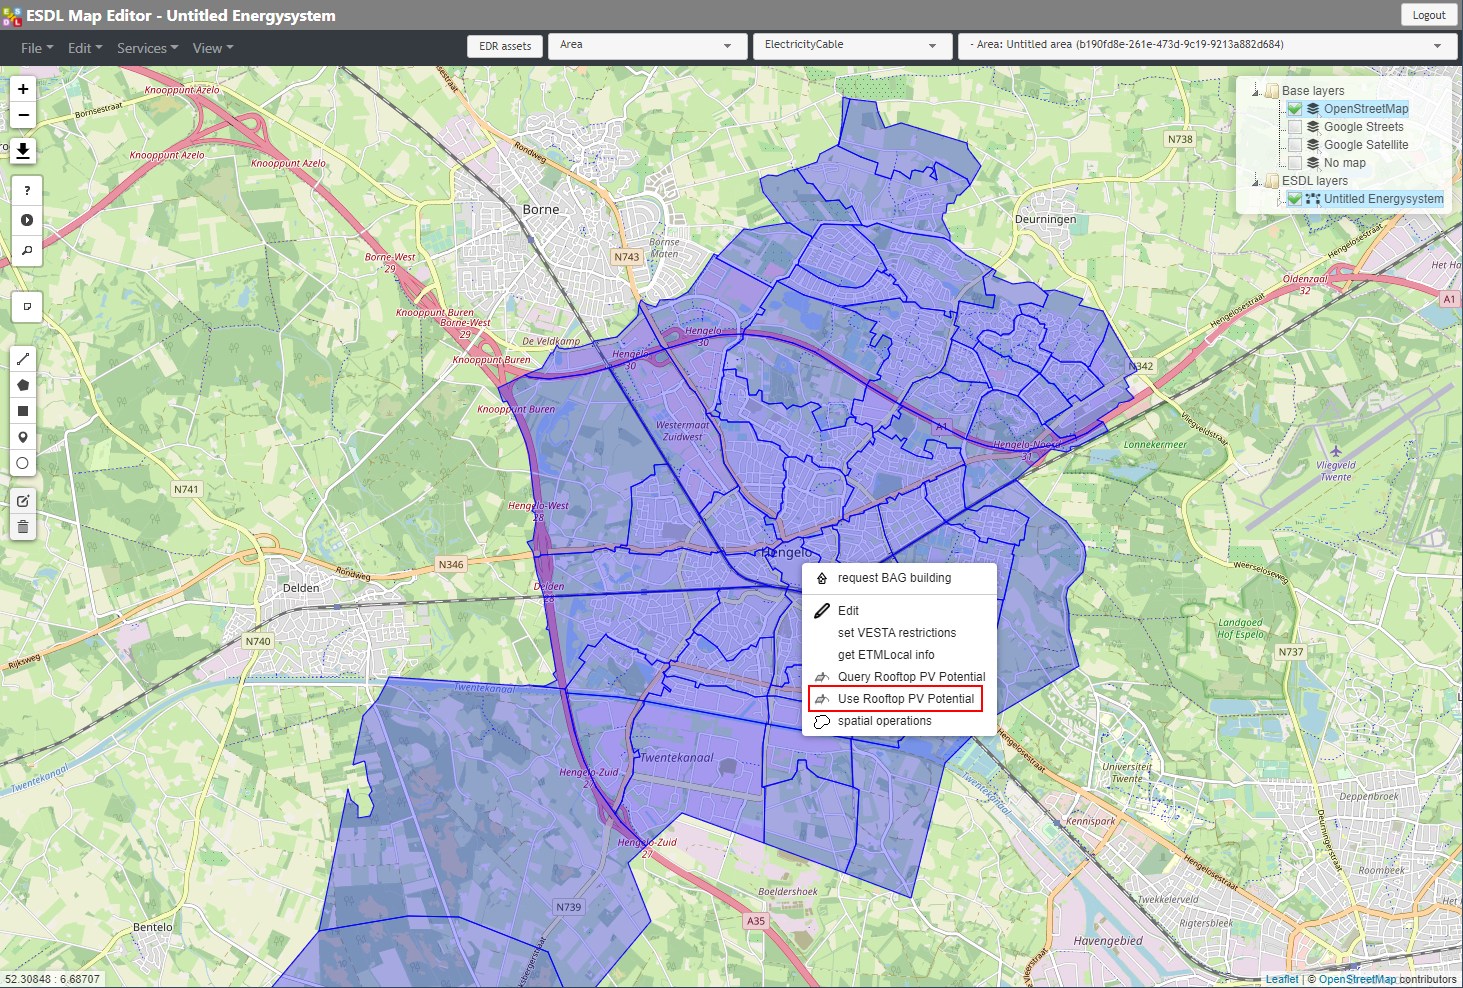 ESDL Map Editor - Untitled Energysystem
Logout
File Edit Services View
EDR assets
Area
ElectricityCable
- Area: Untitled area (b190fd8e-261e-473d-9c19-9213a882d684)
Base layers
OpenStreetMap
Google Streets
Google Satellite
No map
ESDL layers
Untitled Energysystem
Knooppunt Azelo
Bornsestraat
Knooppunt Azelo
Knooppunt Azelo
Rondweg
N738
Borne
Deurningen
Bornse
Maten
N743
Borne-West
29
Hengelosestraat
Oldenzaal
32
A1
Knooppunt Buren
Borne-West
29
Hengelo
30
De Veldkamp
Hengelo
30
Knooppunt Buren
N342
Knooppunt Buren
Westermaat
Zuidwest
A1
Hengelo-Noord
31
Vliegveldstraat
Lonnekermeer
Vliegveld
Twente
N741
Hengelo-West
28
Hengelo
N346
Rondweg
Delden
Delden
28
Weerseloseweg
request BAG building
Edit
set VESTA restrictions
get ETMLocal info
Query Rooftop PV Potential
Use Rooftop PV Potential
spatial operations
Landgoed
Hof Espelo
N740
N737
Rijksweg
Twentekanaal
Twentekanaal
Hengelosestraat
Twentekanaal
Hengelo-Zuid
27
Universiteit
Twente
Twentekanaal
Deppenbroek
Deurningerstraat
Kennispark
Hengelo-Zuid
27
Hengelosestraat
Roombeek
Boeldershoek
Twekkelerveld
N739
A35
Rigtersbleek
Bentelo
Havengebied
52.30848 : 6.68707
Leaflet | © OpenStreetMap contributors